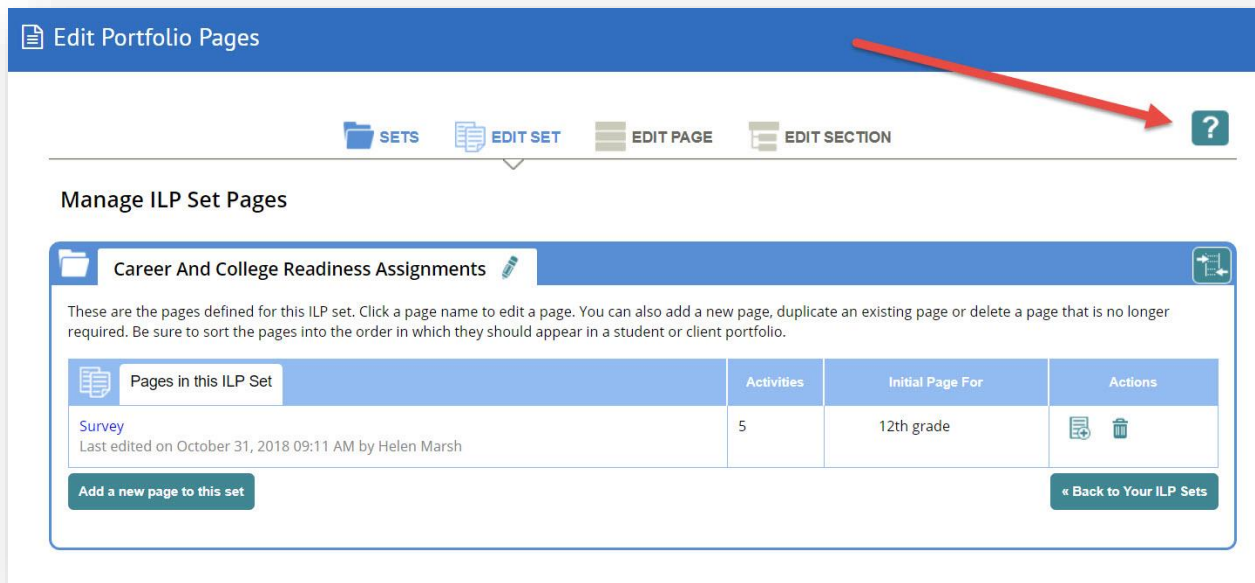 Edit Portfolio Pages
SETS EDIT SET EDIT PAGE EDIT SECTION ?
Manage ILP Set Pages
Career And College Readiness Assignments
These are the pages defined for this ILP set. Click a page name to edit a page. You can also add a new page, duplicate an existing page or delete a page that is no longer
required. Be sure to sort the pages into the order in which they should appear in a student or client portfolio.
Pages in this ILP Set Activities Initial Page For Actions
Survey 5 12th grade
Last edited on October 31, 2018 09:11 AM by Helen Marsh
Add a new page to this set « Back to Your ILP Sets